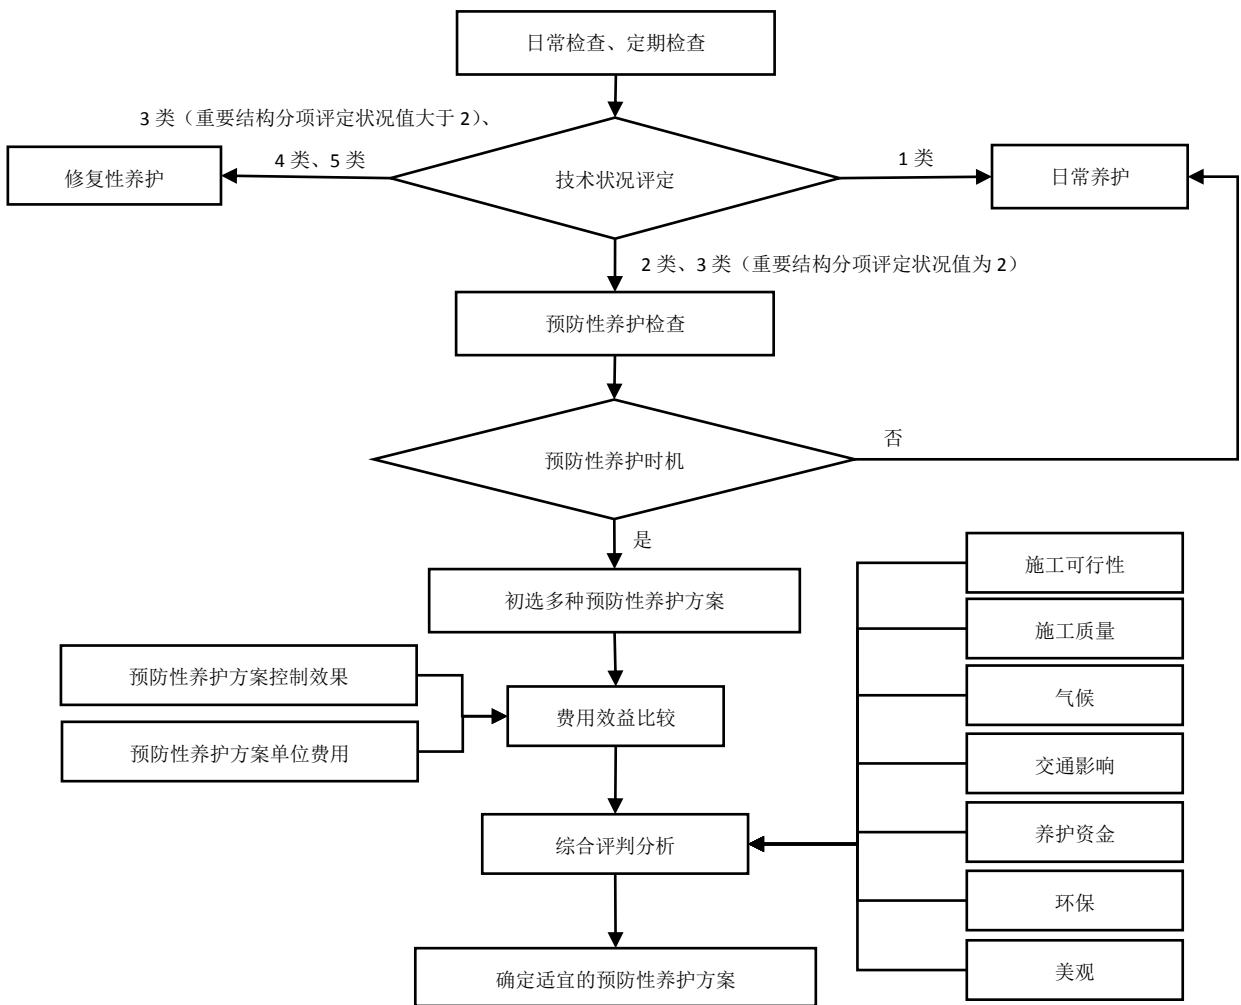 日常检查、定期检查
3 类（重要结构分项评定状况值大于 2）、
4 类、5 类
1 类
修复性养护
技术状况评定
日常养护
2 类、3 类（重要结构分项评定状况值为 2）
预防性养护检查
否
预防性养护时机
是
施工可行性
初选多种预防性养护方案
施工质量
预防性养护方案控制效果
气候
费用效益比较
预防性养护方案单位费用
交通影响
养护资金
综合评判分析
环保
美观
确定适宜的预防性养护方案